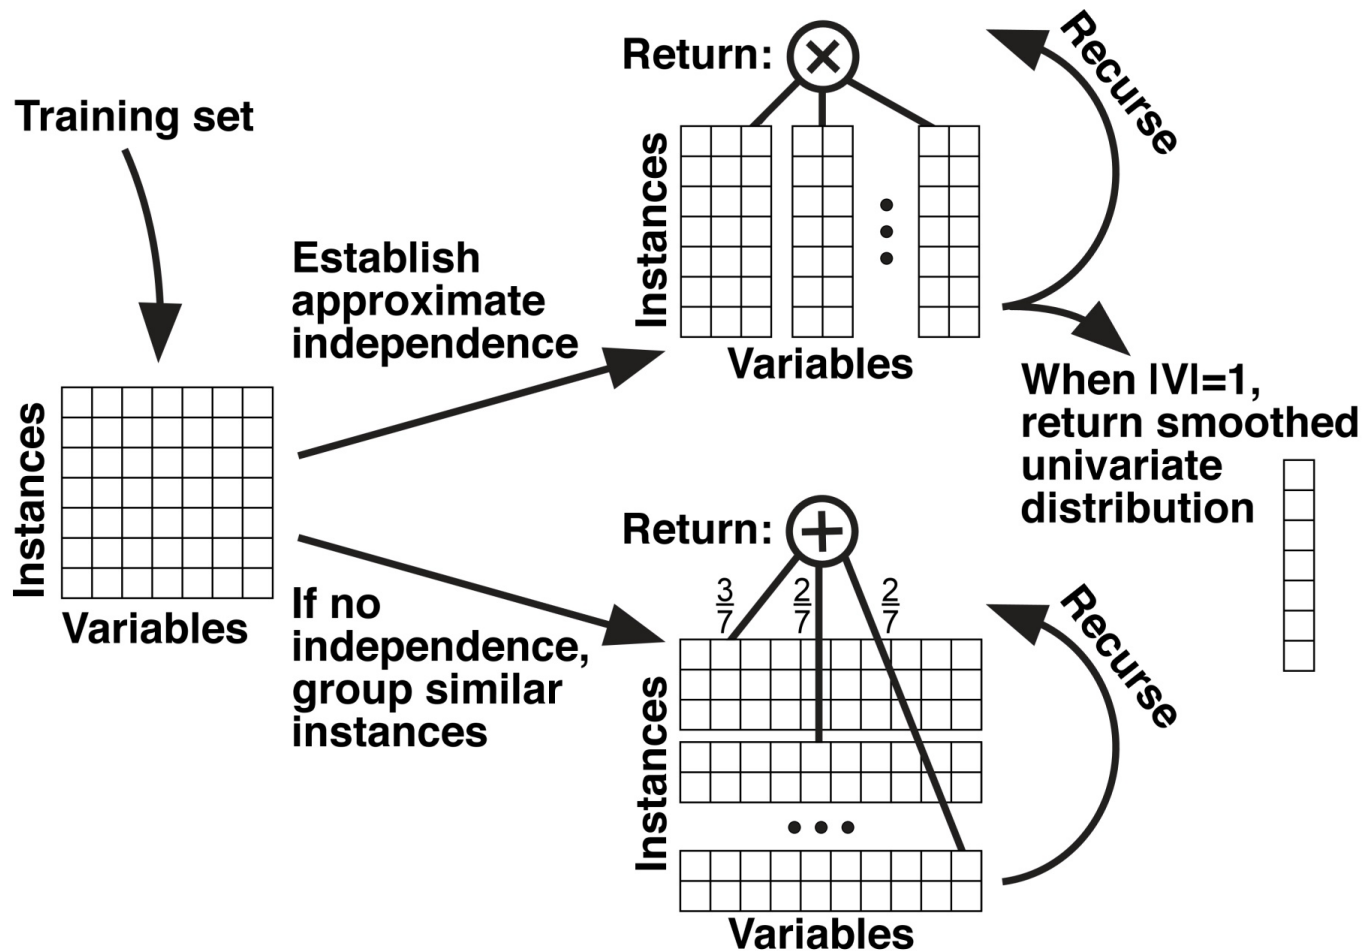 Training set
Instances
Variables
Establish
approximate
independence
If no
independence,
group similar
instances
Return:
Instances
Variables
Recurse
When |V|=1,
return smoothed
univariate
distribution
Return: +
3/7 2/7 2/7
Instances
Variables
Recurse